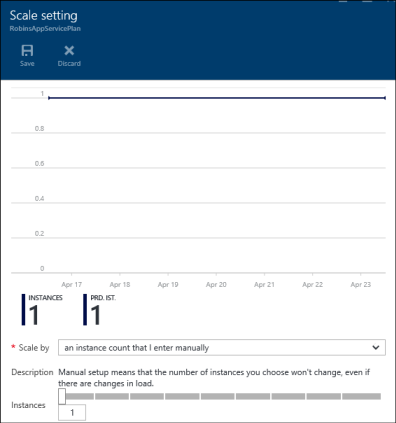 Scale setting
RobinsAppServicePlan
Save Discard
1
0.8
0.6
0.4
0.2
0
Apr 17 Apr 18 Apr 19 Apr 20 Apr 21 Apr 22 Apr 23
INSTANCES PRD. IST.
1 1
* Scale by an instance count that I enter manually
Description Manual setup means that the number of instances you choose won't change, even if
there are changes in load.
Instances 1